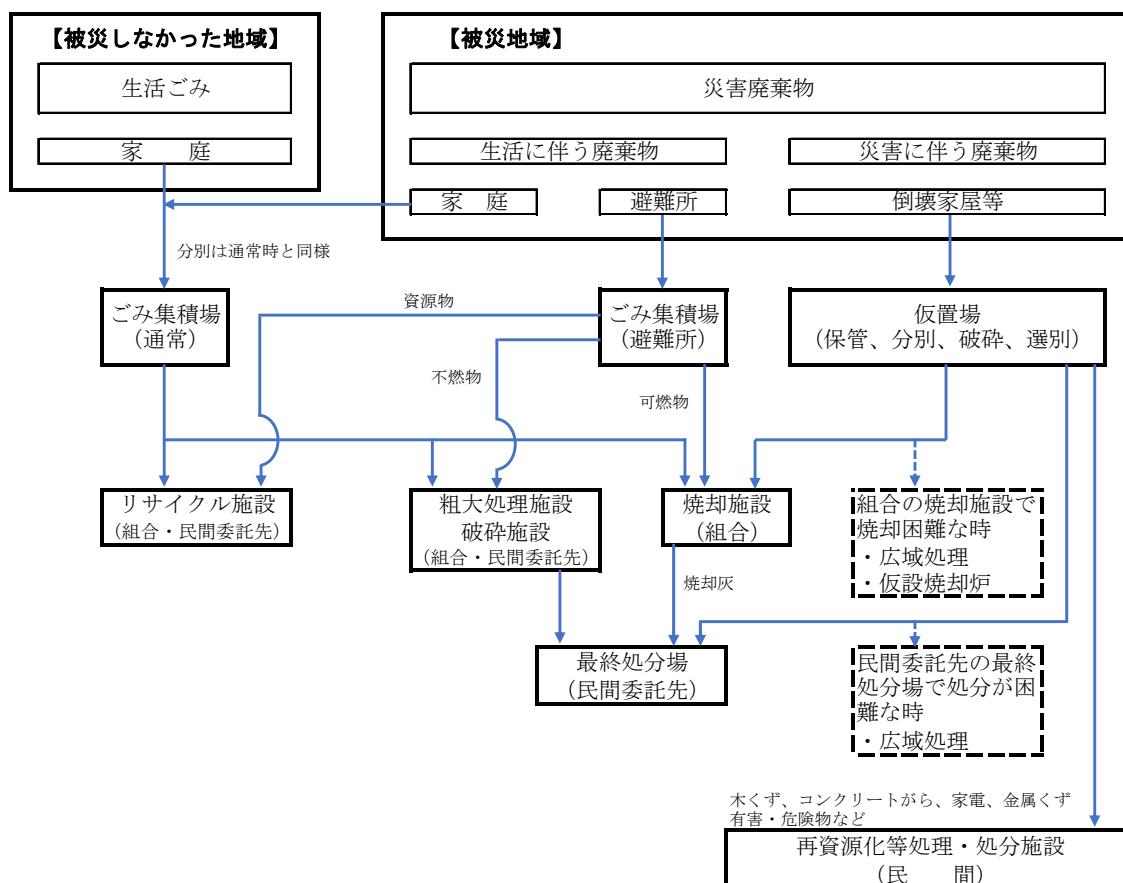 【被災しなかった地域】
生活ごみ
家　　庭
【被災地域】
災害廃棄物
生活に伴う廃棄物
災害に伴う廃棄物
家　庭
避難所
倒壊家屋等
分別は通常時と同様
ごみ集積場
（通常）
資源物
ごみ集積場
（避難所）
仮置場
（保管、分別、破砕、選別）
不燃物
可燃物
リサイクル施設
（組合・民間委託先）
粗大処理施設
破砕施設
（組合・民間委託先）
焼却施設
（組合）
組合の焼却施設で
焼却困難な時
・広域処理
・仮設焼却炉
焼却灰
最終処分場
（民間委託先）
民間委託先の最終
処分場で処分が困
難な時
・広域処理
木くず、コンクリートがら、家電、金属くず
有害・危険物など
再資源化等処理・処分施設
（民　　間）